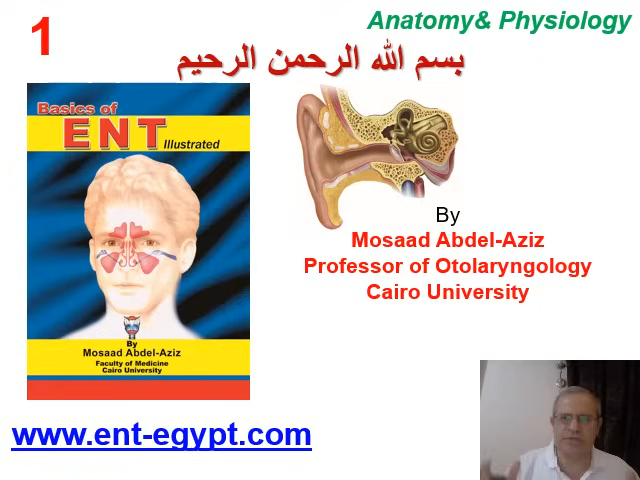 1
Anatomy& Physiology
بسم الله الرحمن الرحيم
Basics of
ENT Illustrated
By
Mosaad Abdel-Aziz
Faculty of Medicine
Cairo University
By
Mosaad Abdel-Aziz
Professor of Otolaryngology
Cairo University
www.ent-egypt.com